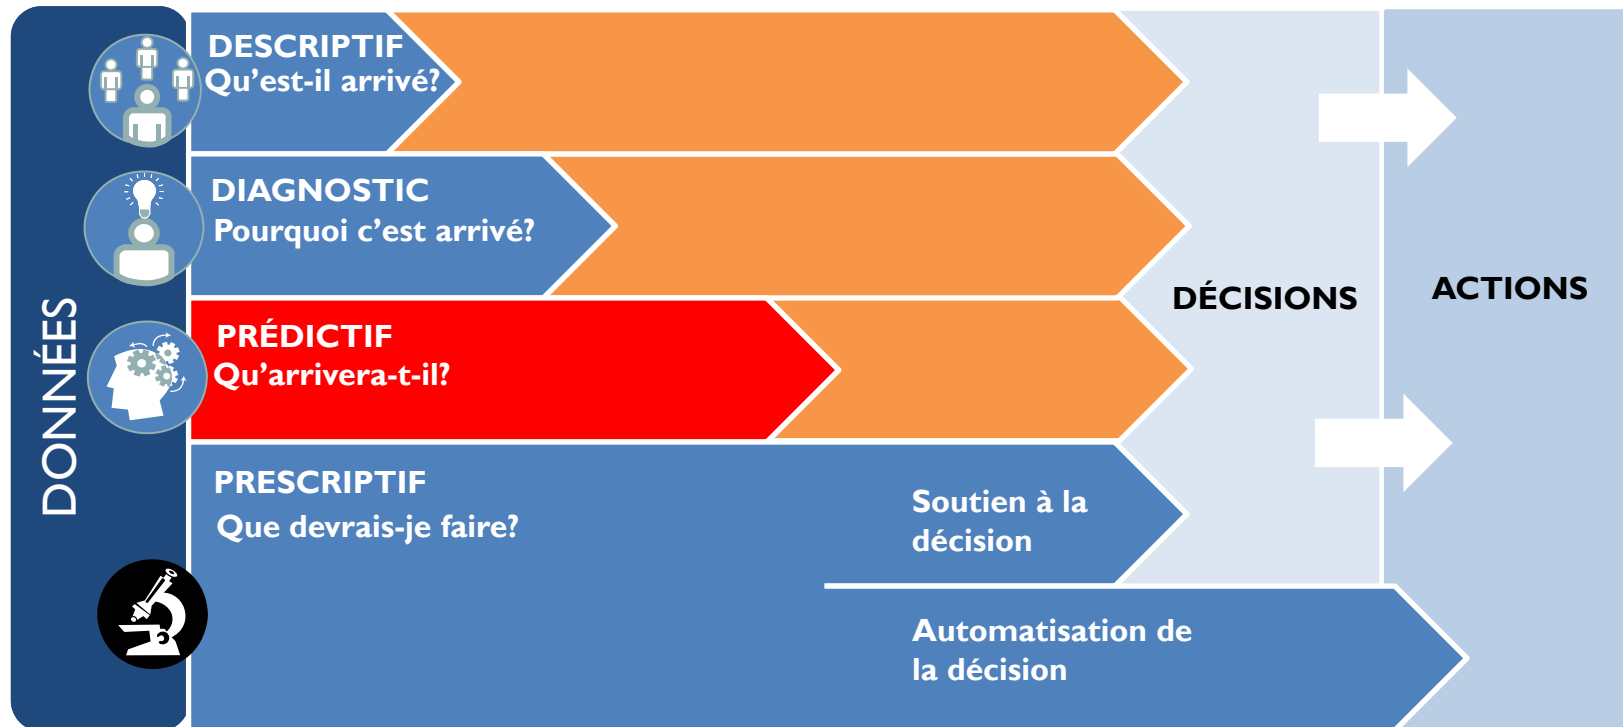 DONNÉES
DESCRIPTIF
Qu’est-il arrivé?
DIAGNOSTIC
Pourquoi c’est arrivé?
PRÉDICTIF
Qu’arrivera-t-il?
PRESCRIPTIF
Que devrais-je faire?
Soutien à la
décision
Automatisation de
la décision
DÉCISIONS
ACTIONS